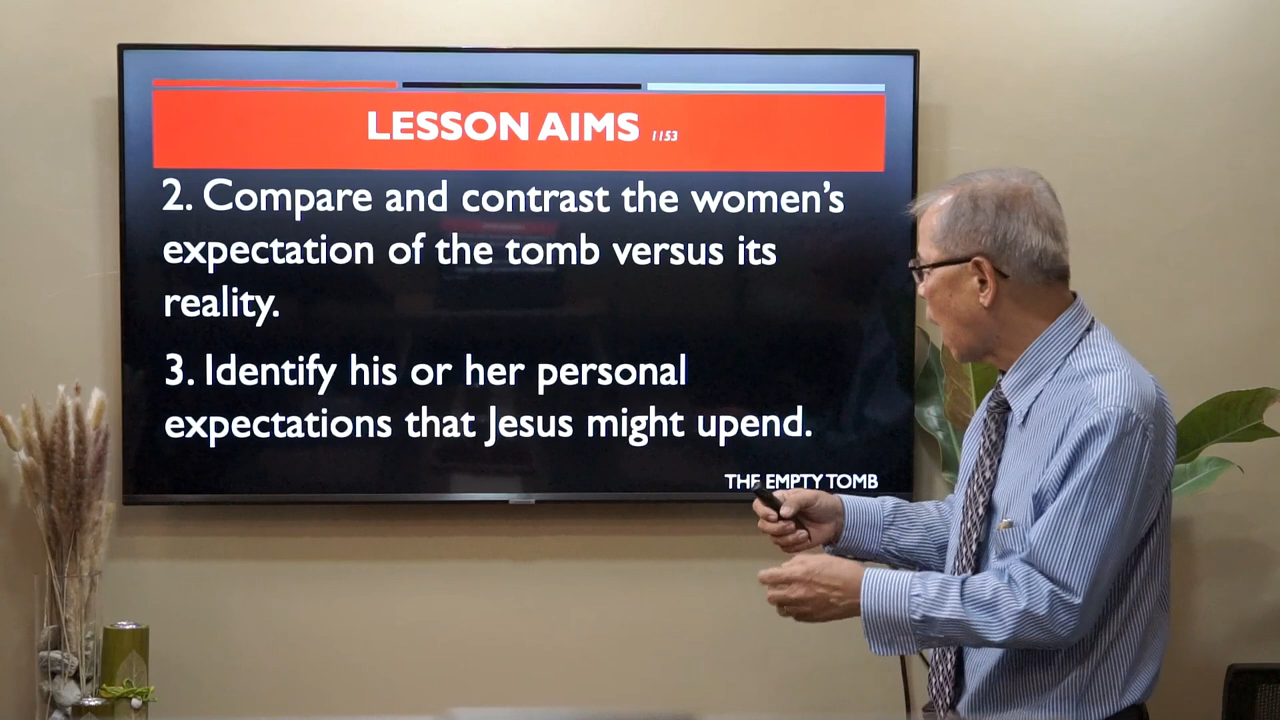 LESSON AIMS 1153
2. Compare and contrast the women's
expectation of the tomb versus its
reality.
3. Identify his or her personal
expectations that Jesus might upend.
THE EMPTY TOMB